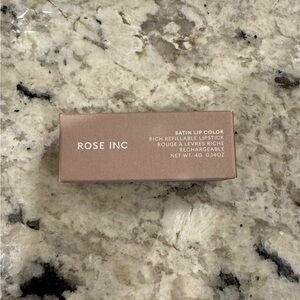 ROSE INC
SATIN LIP COLOR
RICH REFILLABLE LIPSTICK
ROUGE À LÈVRES RICHE
RECHARGEABLE
NET WT. 4G 0.14OZ